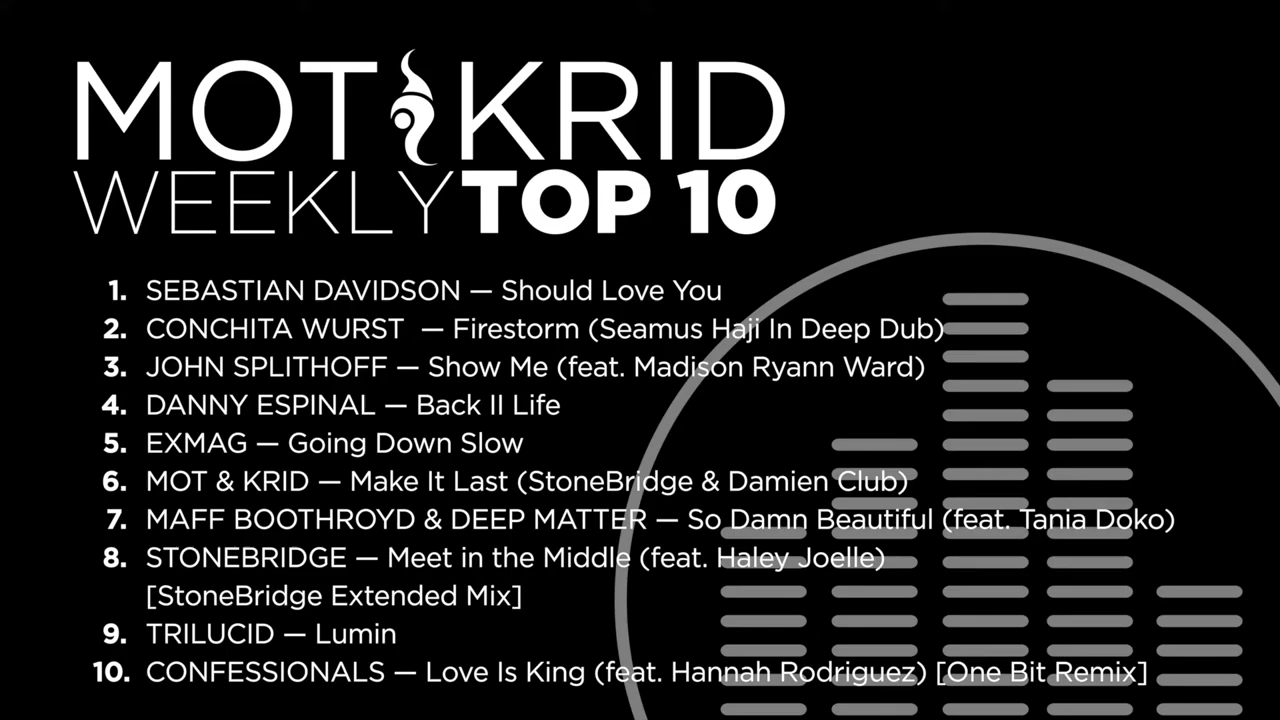 MOT & KRID
WEEKLY TOP 10
1. SEBASTIAN DAVIDSON — Should Love You
2. CONCHITA WURST — Firestorm (Seamus Haji In Deep Dub)
3. JOHN SPLITHOFF — Show Me (feat. Madison Ryann Ward)
4. DANNY ESPINAL — Back II Life
5. EXMAG — Going Down Slow
6. MOT & KRID — Make It Last (StoneBridge & Damien Club)
7. MAFF BOOTHROYD & DEEP MATTER — So Damn Beautiful (feat. Tania Doko)
8. STONEBRIDGE — Meet in the Middle (feat. Haley Joelle)
[StoneBridge Extended Mix]
9. TRILUCID — Lumin
10. CONFESSIONALS — Love Is King (feat. Hannah Rodriguez) [One Bit Remix]